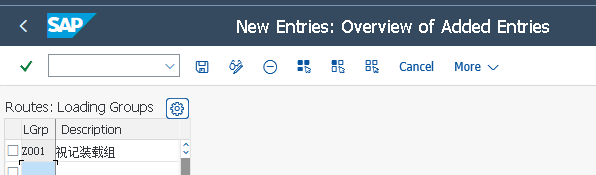 SAP New Entries: Overview of Added Entries
Cancel More
Routes: Loading Groups
LGrp Description
Z001 祝记装载组